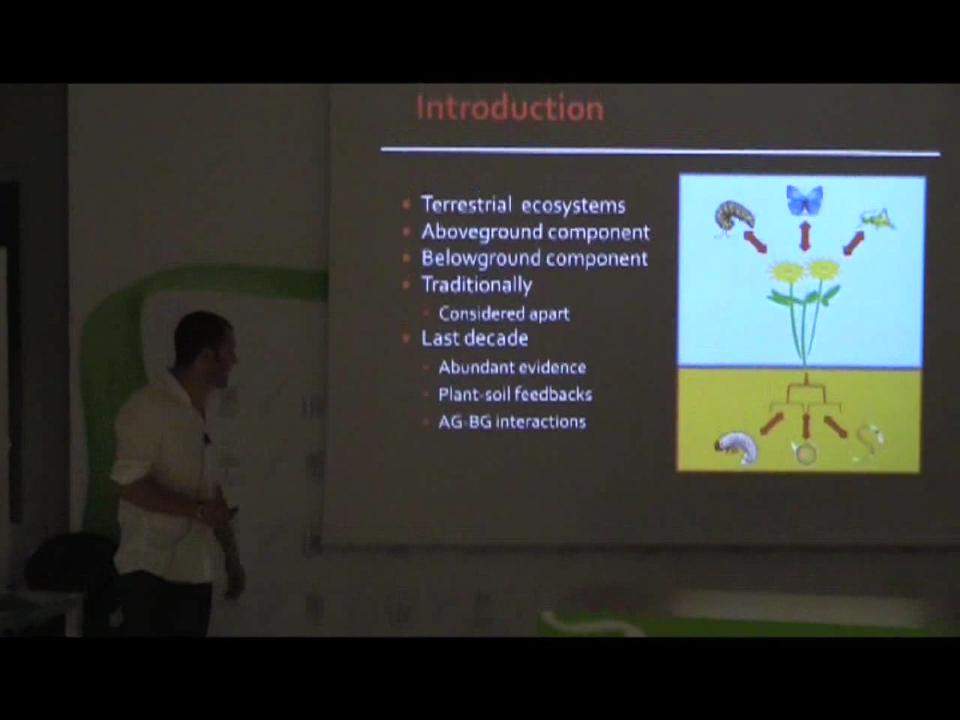 Introduction
Terrestrial ecosystems
Aboveground component
Belowground component
Traditionally
Considered apart
Last decade
Abundant evidence
Plant-soil feedbacks
AG-BG interactions